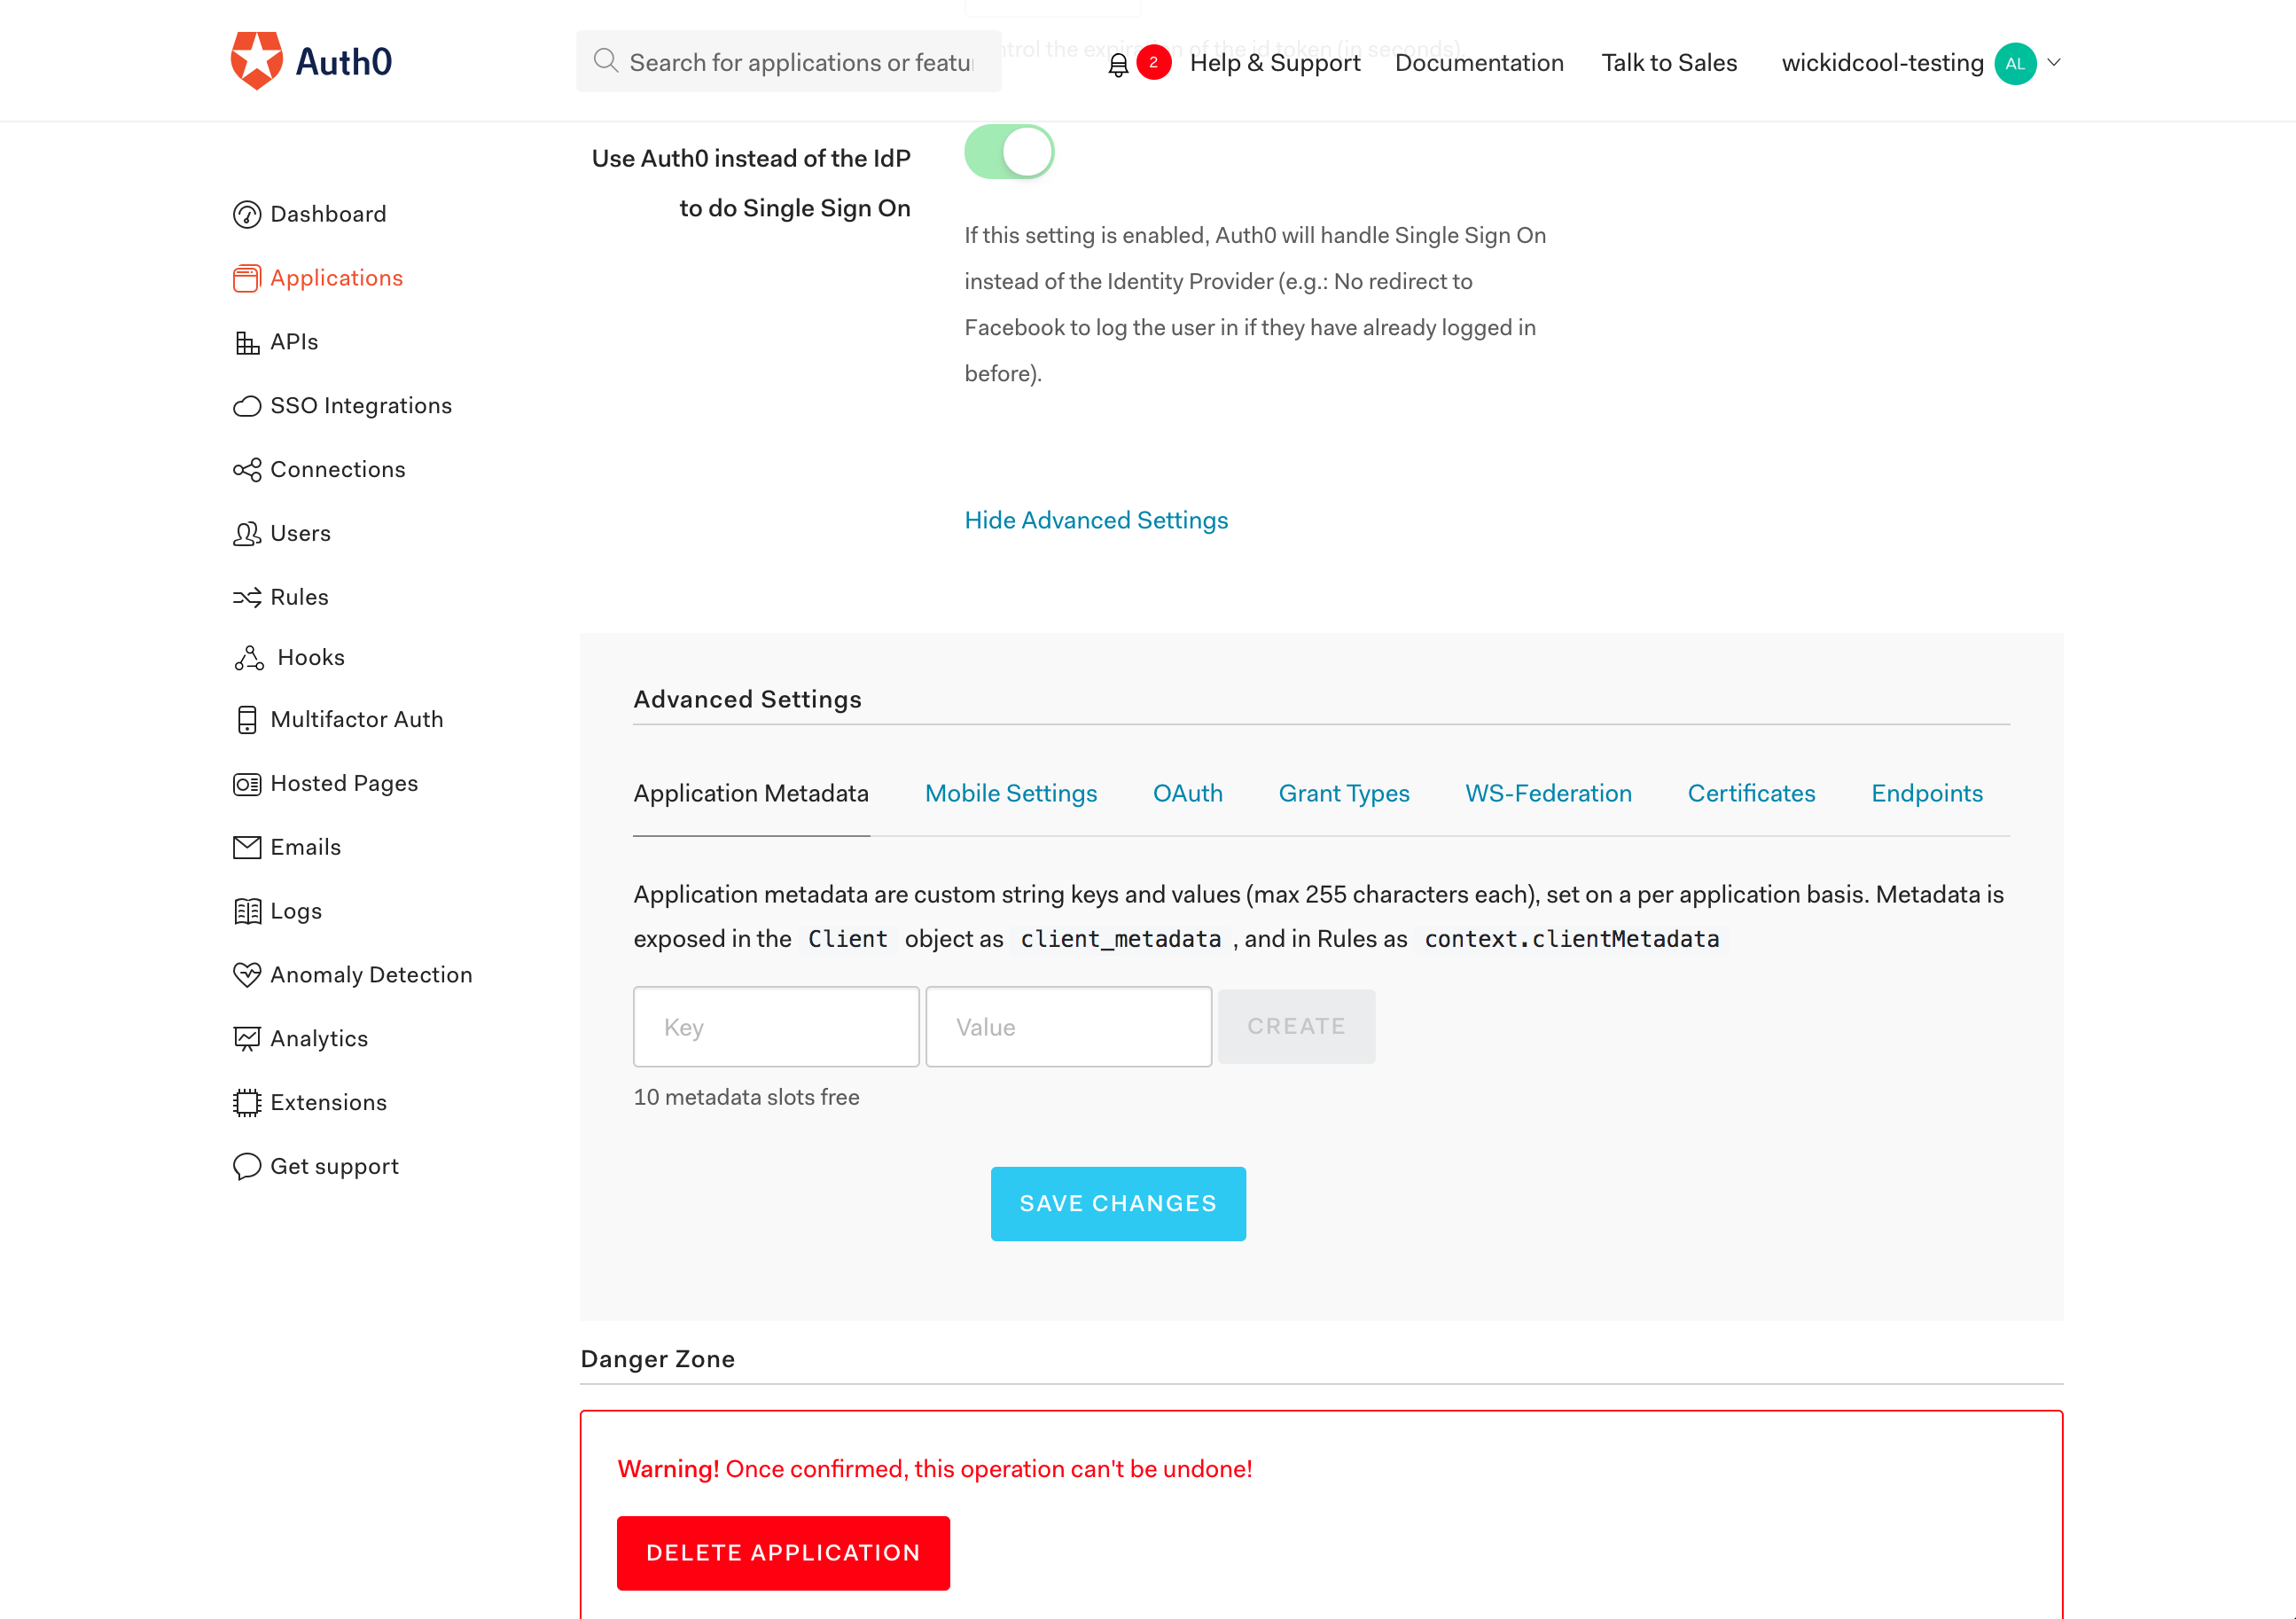 Auth0
Search for applications or featu
ntrol the expiration of the id token (in seconds).
2
Help & Support
Documentation
Talk to Sales
wickidcool-testing
AL
Dashboard
Applications
APIs
SSO Integrations
Connections
Users
Rules
Hooks
Multifactor Auth
Hosted Pages
Emails
Logs
Anomaly Detection
Analytics
Extensions
Get support
Use Auth0 instead of the IdP
to do Single Sign On
If this setting is enabled, Auth0 will handle Single Sign On
instead of the Identity Provider (e.g.: No redirect to
Facebook to log the user in if they have already logged in
before).
Hide Advanced Settings
Advanced Settings
Application Metadata
Mobile Settings
OAuth
Grant Types
WS-Federation
Certificates
Endpoints
Application metadata are custom string keys and values (max 255 characters each), set on a per application basis. Metadata is
exposed in the Client object as client_metadata , and in Rules as context.clientMetadata
Key
Value
CREATE
10 metadata slots free
SAVE CHANGES
Danger Zone
Warning! Once confirmed, this operation can't be undone!
DELETE APPLICATION